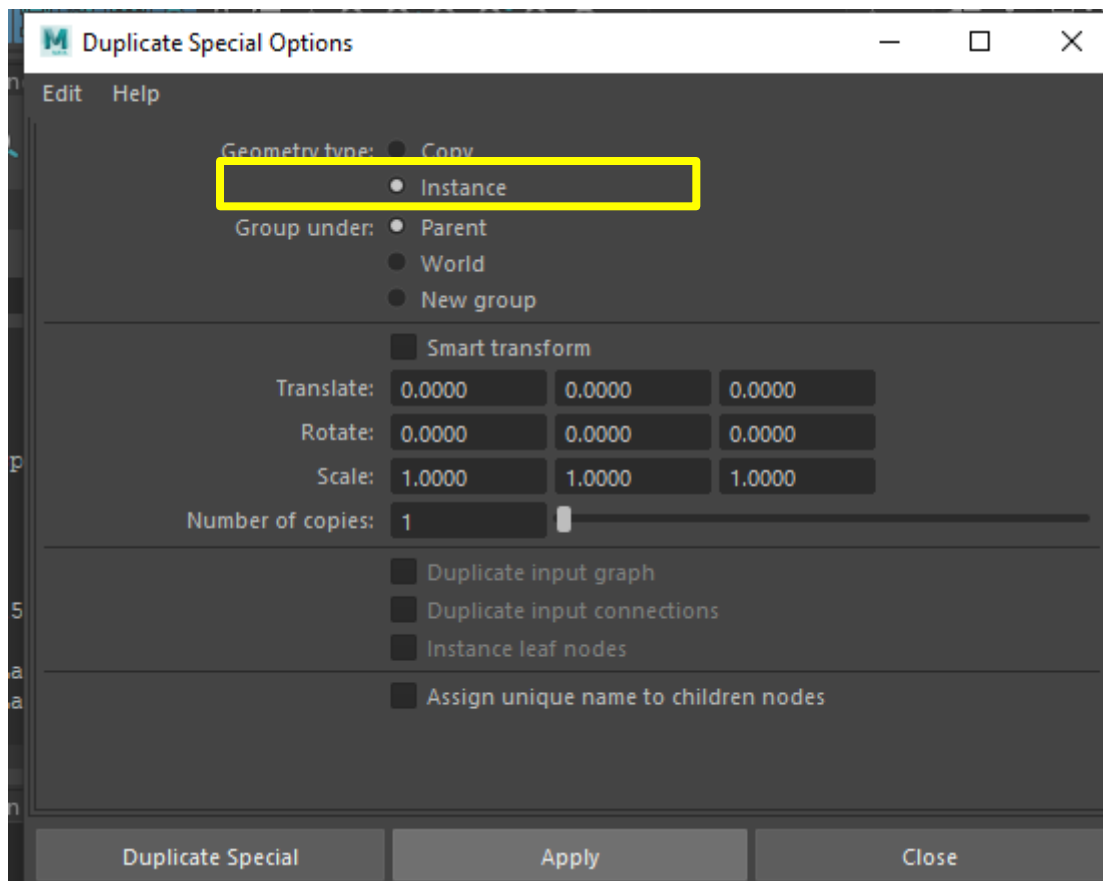 Duplicate Special Options
Edit Help
Geometry type: Copy
Instance
Group under: Parent
World
New group
Smart transform
Translate: 0.0000 0.0000 0.0000
Rotate: 0.0000 0.0000 0.0000
Scale: 1.0000 1.0000 1.0000
Number of copies: 1
Duplicate input graph
Duplicate input connections
Instance leaf nodes
Assign unique name to children nodes
Duplicate Special Apply Close